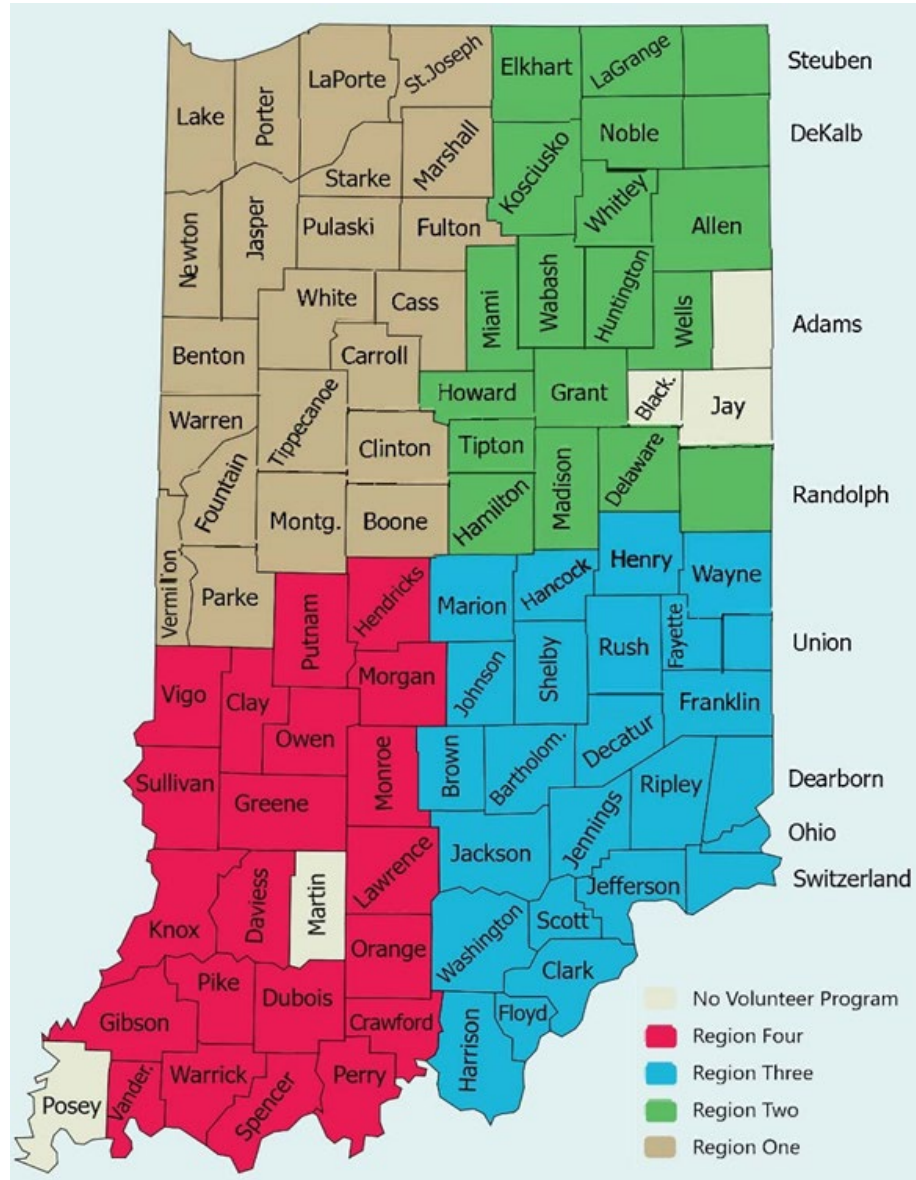 Steuben
LaGrange
St.Joseph
Elkhart
LaPorte
Lake
Porter
Noble
DeKalb
Marshall
Kosciusko
Starke
Whitley
Allen
Newton
Jasper
Pulaski
Fulton
White
Cass
Miami
Wabash
Huntington
Wells
Adams
Benton
Carroll
Howard
Grant
Black.
Jay
Warren
Tippecanoe
Clinton
Tipton
Fountain
Montg.
Boone
Hamilton
Madison
Delaware
Randolph
Vermillion
Parke
Putnam
Hendricks
Marion
Hancock
Henry
Wayne
Vigo
Clay
Owen
Morgan
Johnson
Shelby
Rush
Fayette
Union
Franklin
Sullivan
Greene
Monroe
Brown
Bartholom.
Decatur
Ripley
Dearborn
Jennings
Ohio
Jackson
Lawrence
Jefferson
Switzerland
Knox
Daviess
Martin
Orange
Washington
Scott
Clark
Pike
Dubois
Gibson
Crawford
Harrison
Floyd
Posey
Vander.
Warrick
Spencer
Perry
No Volunteer Program
Region Four
Region Three
Region Two
Region One